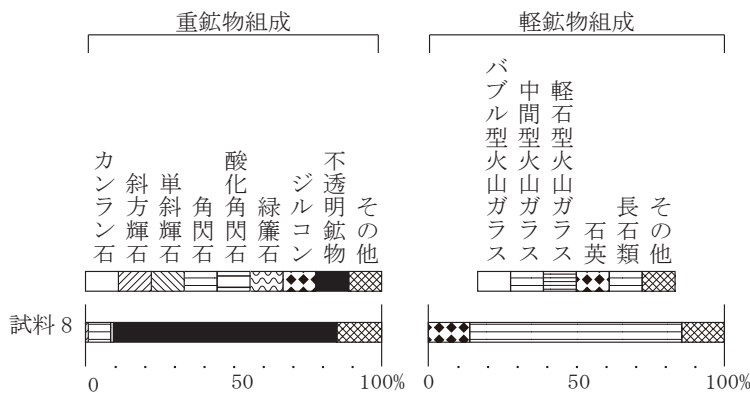 重鉱物組成
軽鉱物組成
カンラン石
斜方輝石
単斜輝石
角閃石
酸化角閃石
緑簾石
ジルコン
不透明鉱物
その他
バブル型火山ガラス
中間型火山ガラス
軽石型火山ガラス
石英
長石類
その他
試料 8
0 50 100%
0 50 100%